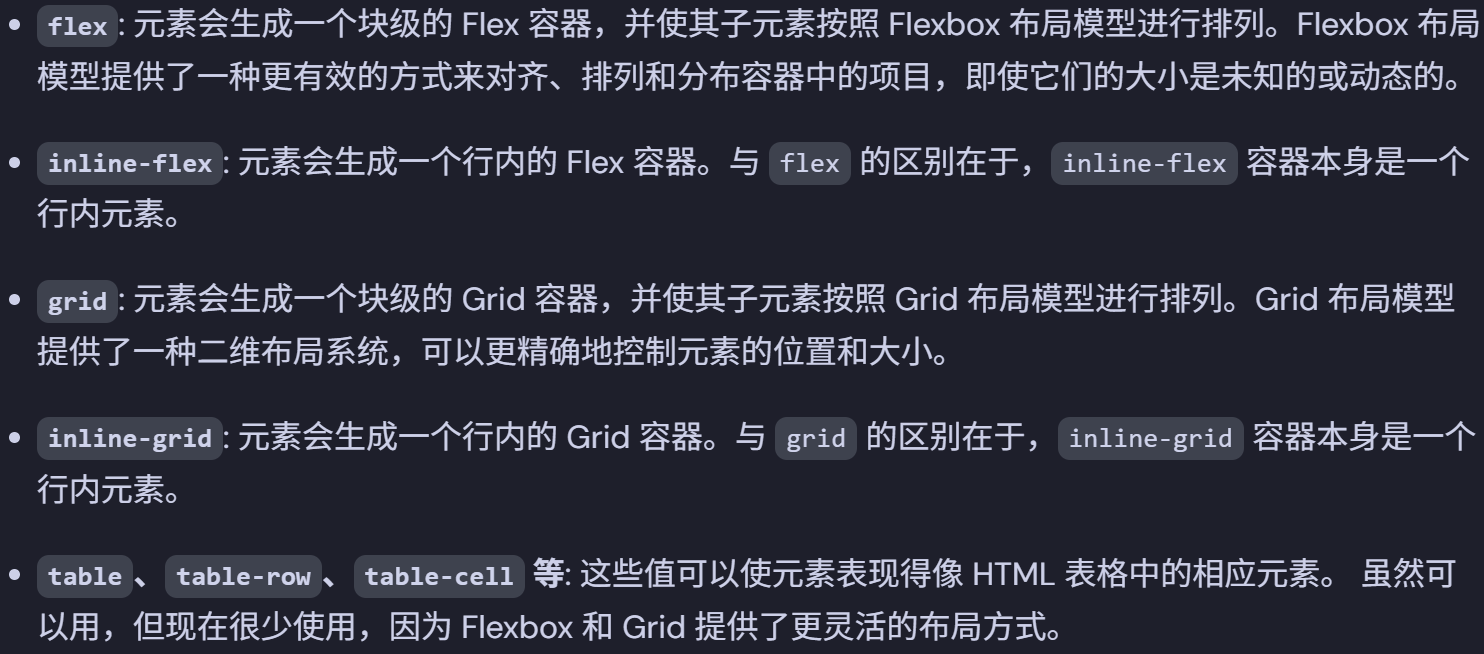 flex: 元素会生成一个块级的 Flex 容器，并使其子元素按照 Flexbox 布局模型进行排列。Flexbox 布局
模型提供了一种更有效的方式来对齐、排列和分布容器中的项目，即使它们的大小是未知的或动态的。
inline-flex: 元素会生成一个行内的 Flex 容器。与 flex 的区别在于，inline-flex 容器本身是一个
行内元素。
grid: 元素会生成一个块级的 Grid 容器，并使其子元素按照 Grid 布局模型进行排列。Grid 布局模型
提供了一种二维布局系统，可以更精确地控制元素的位置和大小。
inline-grid: 元素会生成一个行内的 Grid 容器。与 grid 的区别在于，inline-grid 容器本身是一个
行内元素。
table、table-row、table-cell 等: 这些值可以使元素表现得像 HTML 表格中的相应元素。 虽然可
以用，但现在很少使用，因为 Flexbox 和 Grid 提供了更灵活的布局方式。